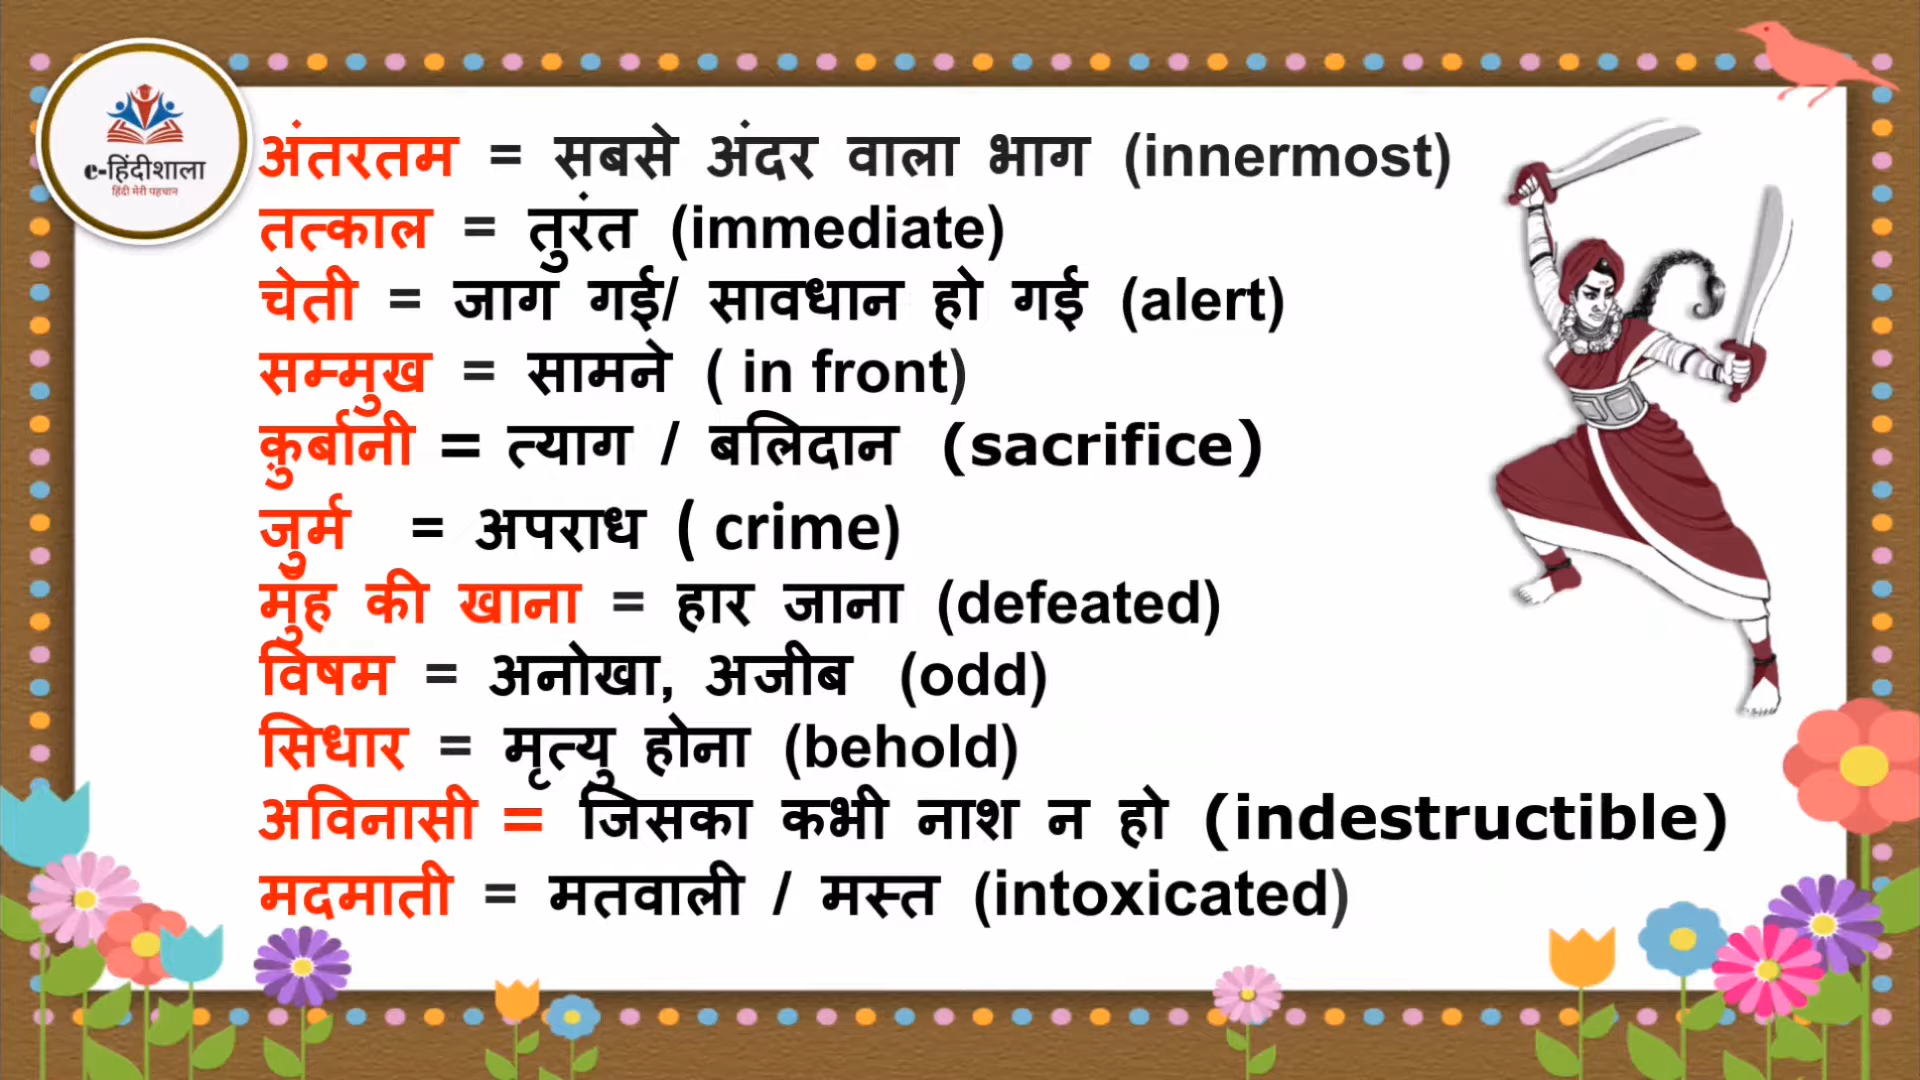 e-हिंदीशाला
हिंदी मेरी पहचान
अंतरतम = सबसे अंदर वाला भाग (innermost)
तत्काल = तुरंत (immediate)
चेती = जाग गई/ सावधान हो गई (alert)
सम्मुख = सामने ( in front)
क़ुर्बानी = त्याग / बलिदान (sacrifice)
जुर्म = अपराध ( crime)
मुँह की खाना = हार जाना (defeated)
विषम = अनोखा, अजीब (odd)
सिधार = मृत्यु होना (behold)
अविनासी = जिसका कभी नाश न हो (indestructible)
मदमाती = मतवाली / मस्त (intoxicated)